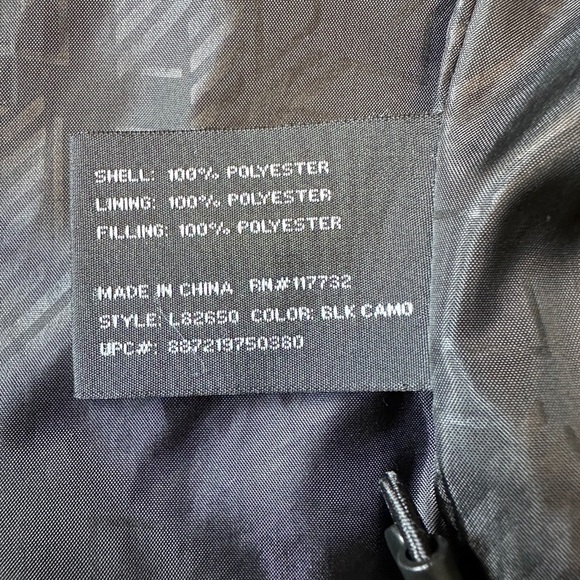 SHELL: 100% POLYESTER
LINING: 100% POLYESTER
FILLING: 100% POLYESTER
MADE IN CHINA RN#117732
STYLE: L82650 COLOR: BLK CAMO
UPC#: 887219750380